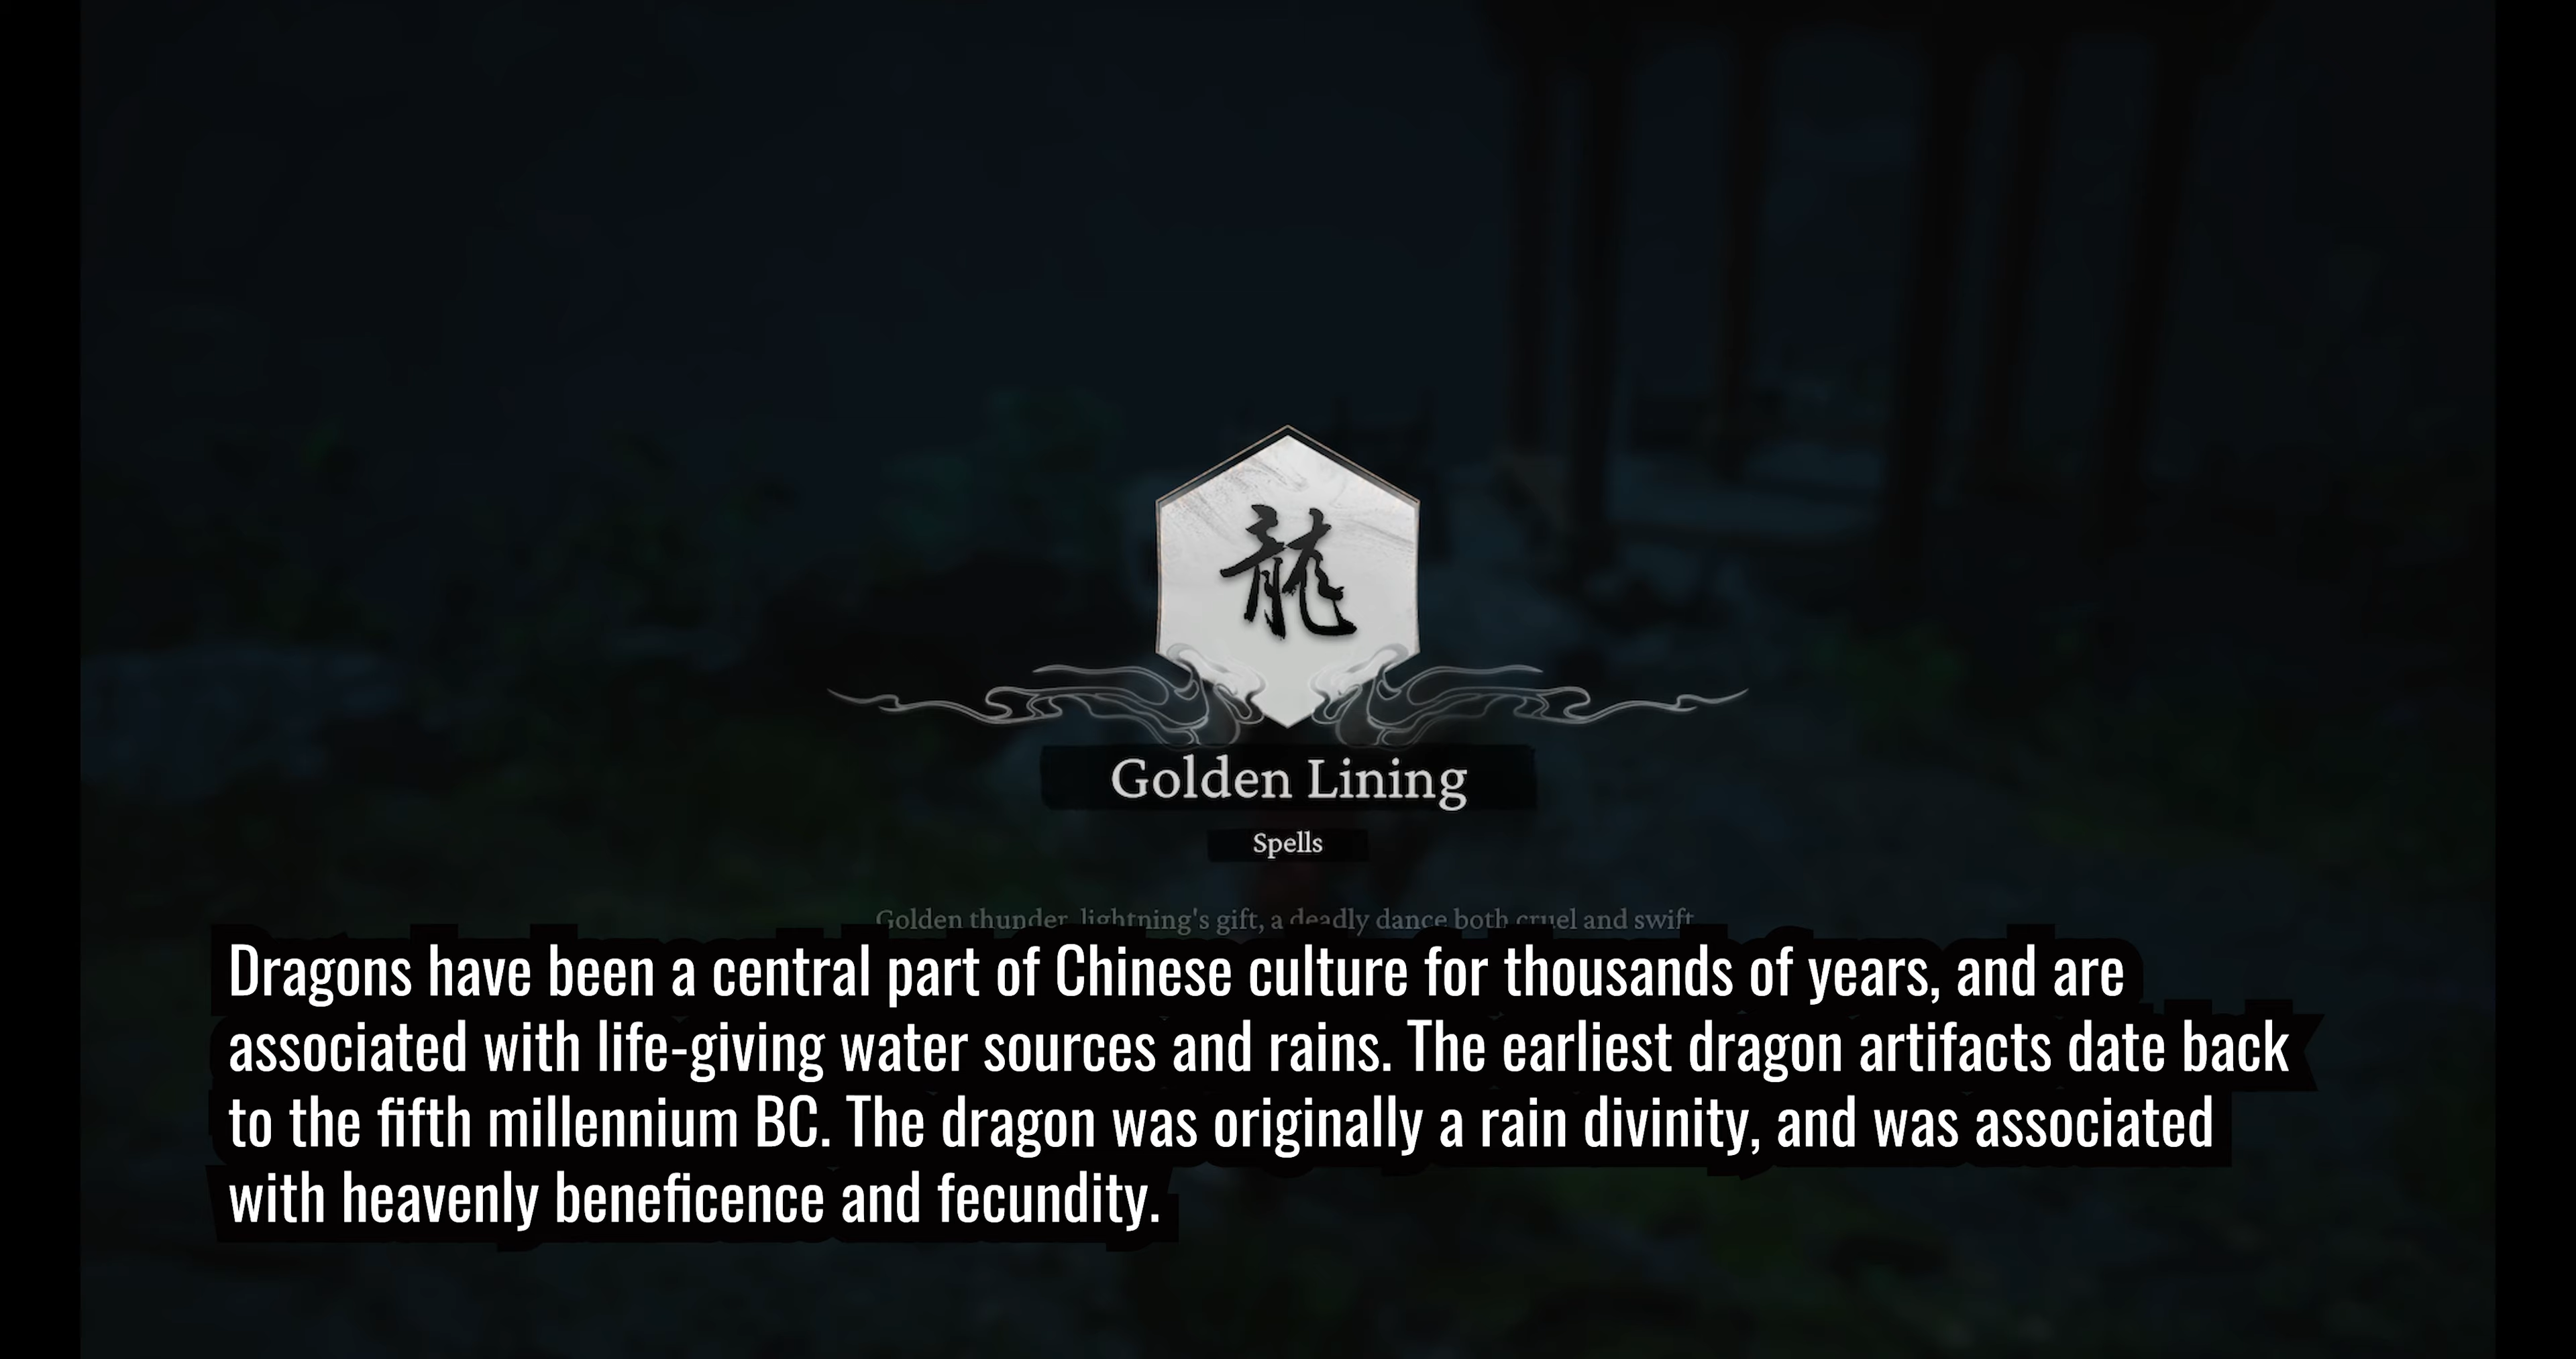 龍
Golden Lining
Spells
Golden thunder, lightning's gift, a deadly dance both cruel and swift
Dragons have been a central part of Chinese culture for thousands of years, and are
associated with life-giving water sources and rains. The earliest dragon artifacts date back
to the fifth millennium BC. The dragon was originally a rain divinity, and was associated
with heavenly beneficence and fecundity.